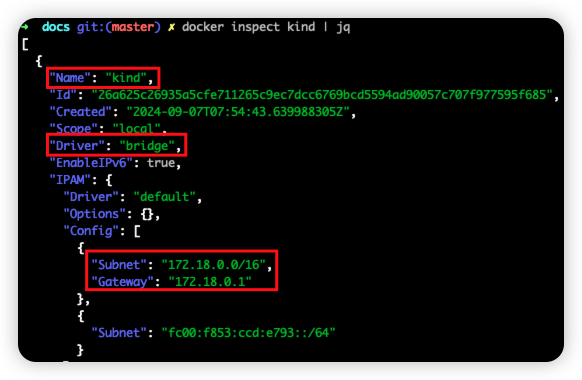 → docs git:(master) ✗ docker inspect kind | jq
[
  {
    "Name": "kind",
    "Id": "26a625c26935a5cfe711265c9ec7dcc6769bcd5594ad90057c707f977595f685",
    "Created": "2024-09-07T07:54:43.639988305Z",
    "Scope": "local",
    "Driver": "bridge",
    "EnableIPv6": true,
    "IPAM": {
      "Driver": "default",
      "Options": {},
      "Config": [
        {
          "Subnet": "172.18.0.0/16",
          "Gateway": "172.18.0.1"
        },
        {
          "Subnet": "fc00:f853:ccd:e793::/64"
        }